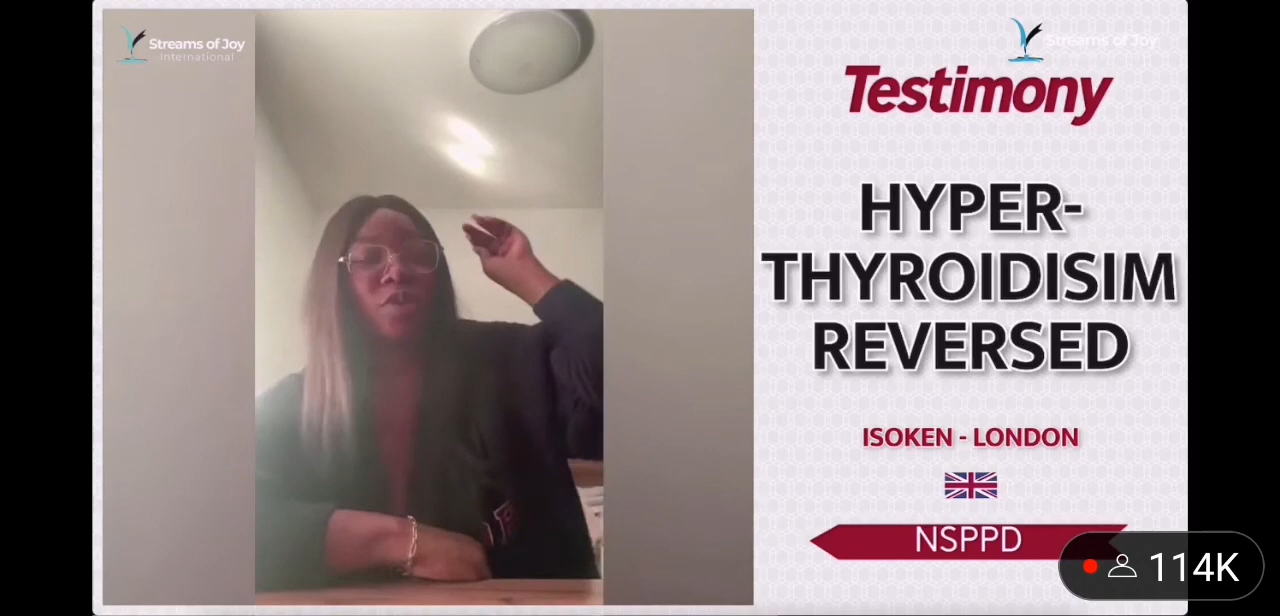 Streams of Joy
International
Streams of Joy
Testimony
HYPER-
THYROIDISIM
REVERSED
ISOKEN - LONDON
NSPPD
114K